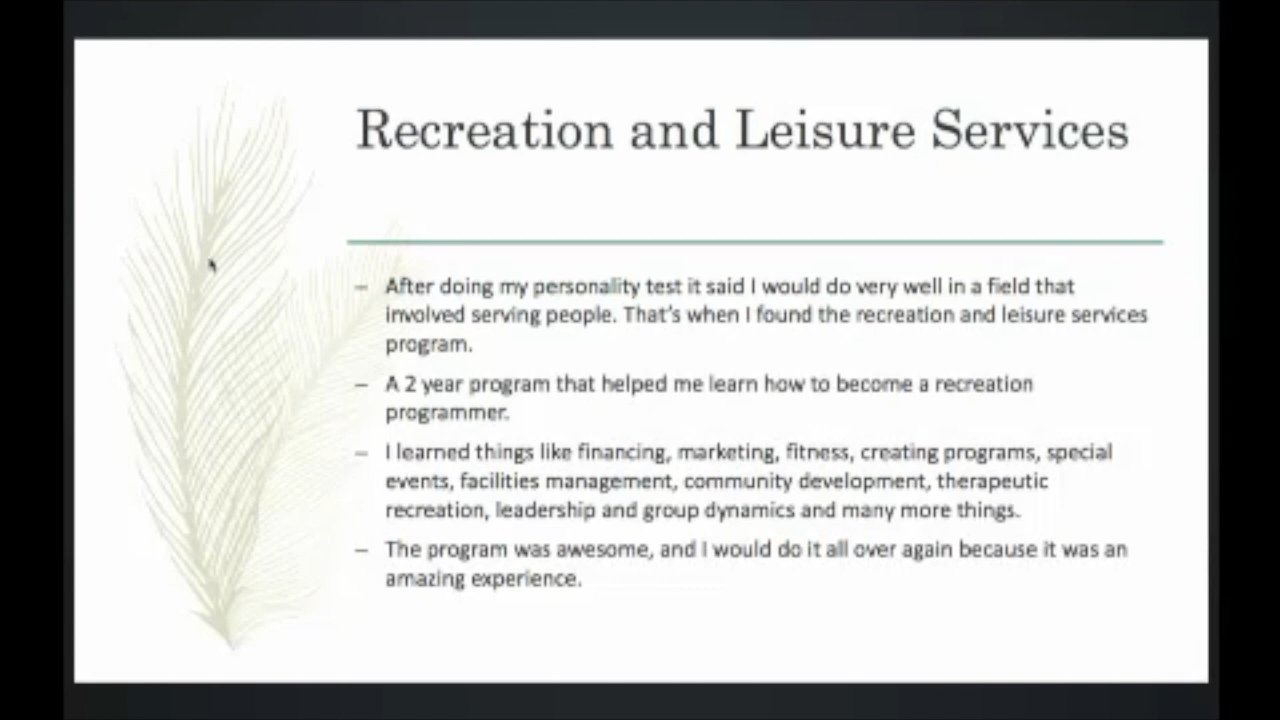 Recreation and Leisure Services
– After doing my personality test it said I would do very well in a field that
involved serving people. That's when I found the recreation and leisure services
program.
– A 2 year program that helped me learn how to become a recreation
programmer.
– I learned things like financing, marketing, fitness, creating programs, special
events, facilities management, community development, therapeutic
recreation, leadership and group dynamics and many more things.
– The program was awesome, and I would do it all over again because it was an
amazing experience.